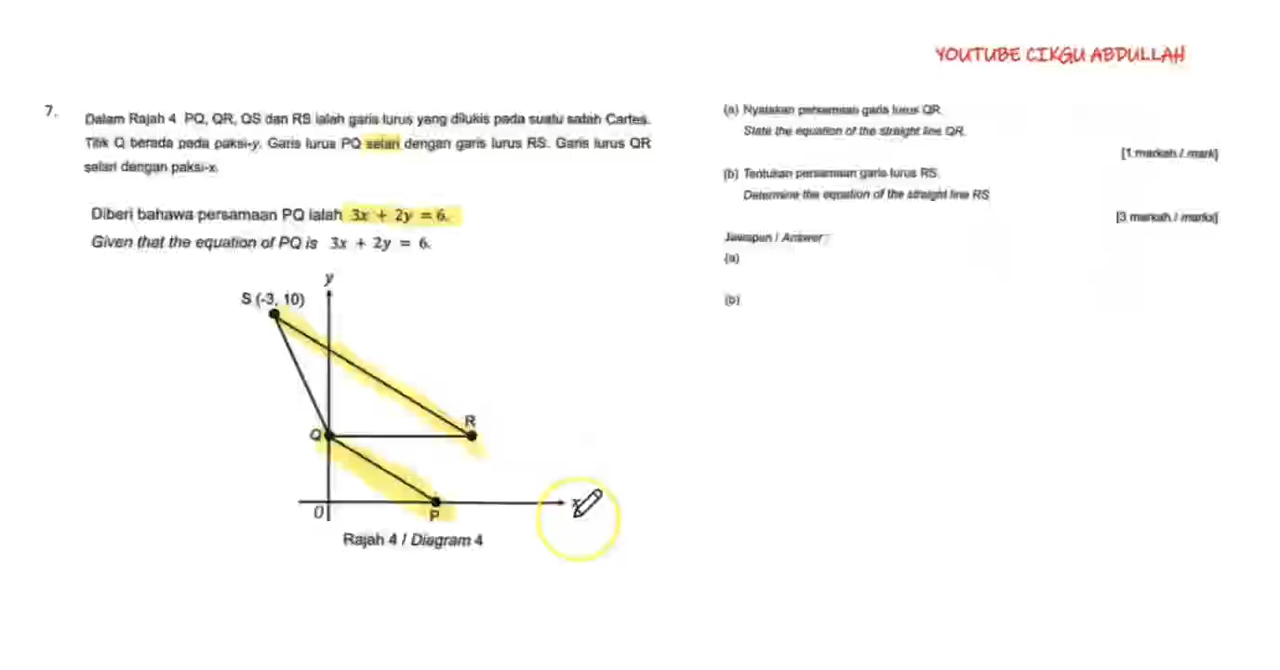 YOUTUBE CIKGU ABDULLAH
7.
Dalam Rajah 4 PQ, QR, QS dan RS ialah garis lurus yang dilukis pada suatu satah Cartes.
Titik Q berada pada paksi-y. Garis lurus PQ selari dengan garis lurus RS. Garis lurus QR
selari dengan paksi-x.
Diberi bahawa persamaan PQ ialah 3x + 2y = 6.
Given that the equation of PQ is 3x + 2y = 6.
y
S (-3, 10)
R
Q
x
0
P
Rajah 4 / Diagram 4
(a) Nyatakan persamaan garis lurus QR.
State the equation of the straight line QR.
[1 markah / mark]
(b) Tentukan persamaan garis lurus RS.
Determine the equation of the straight line RS
[3 markah / marks]
Jawapan / Answer :
(a)
(b)